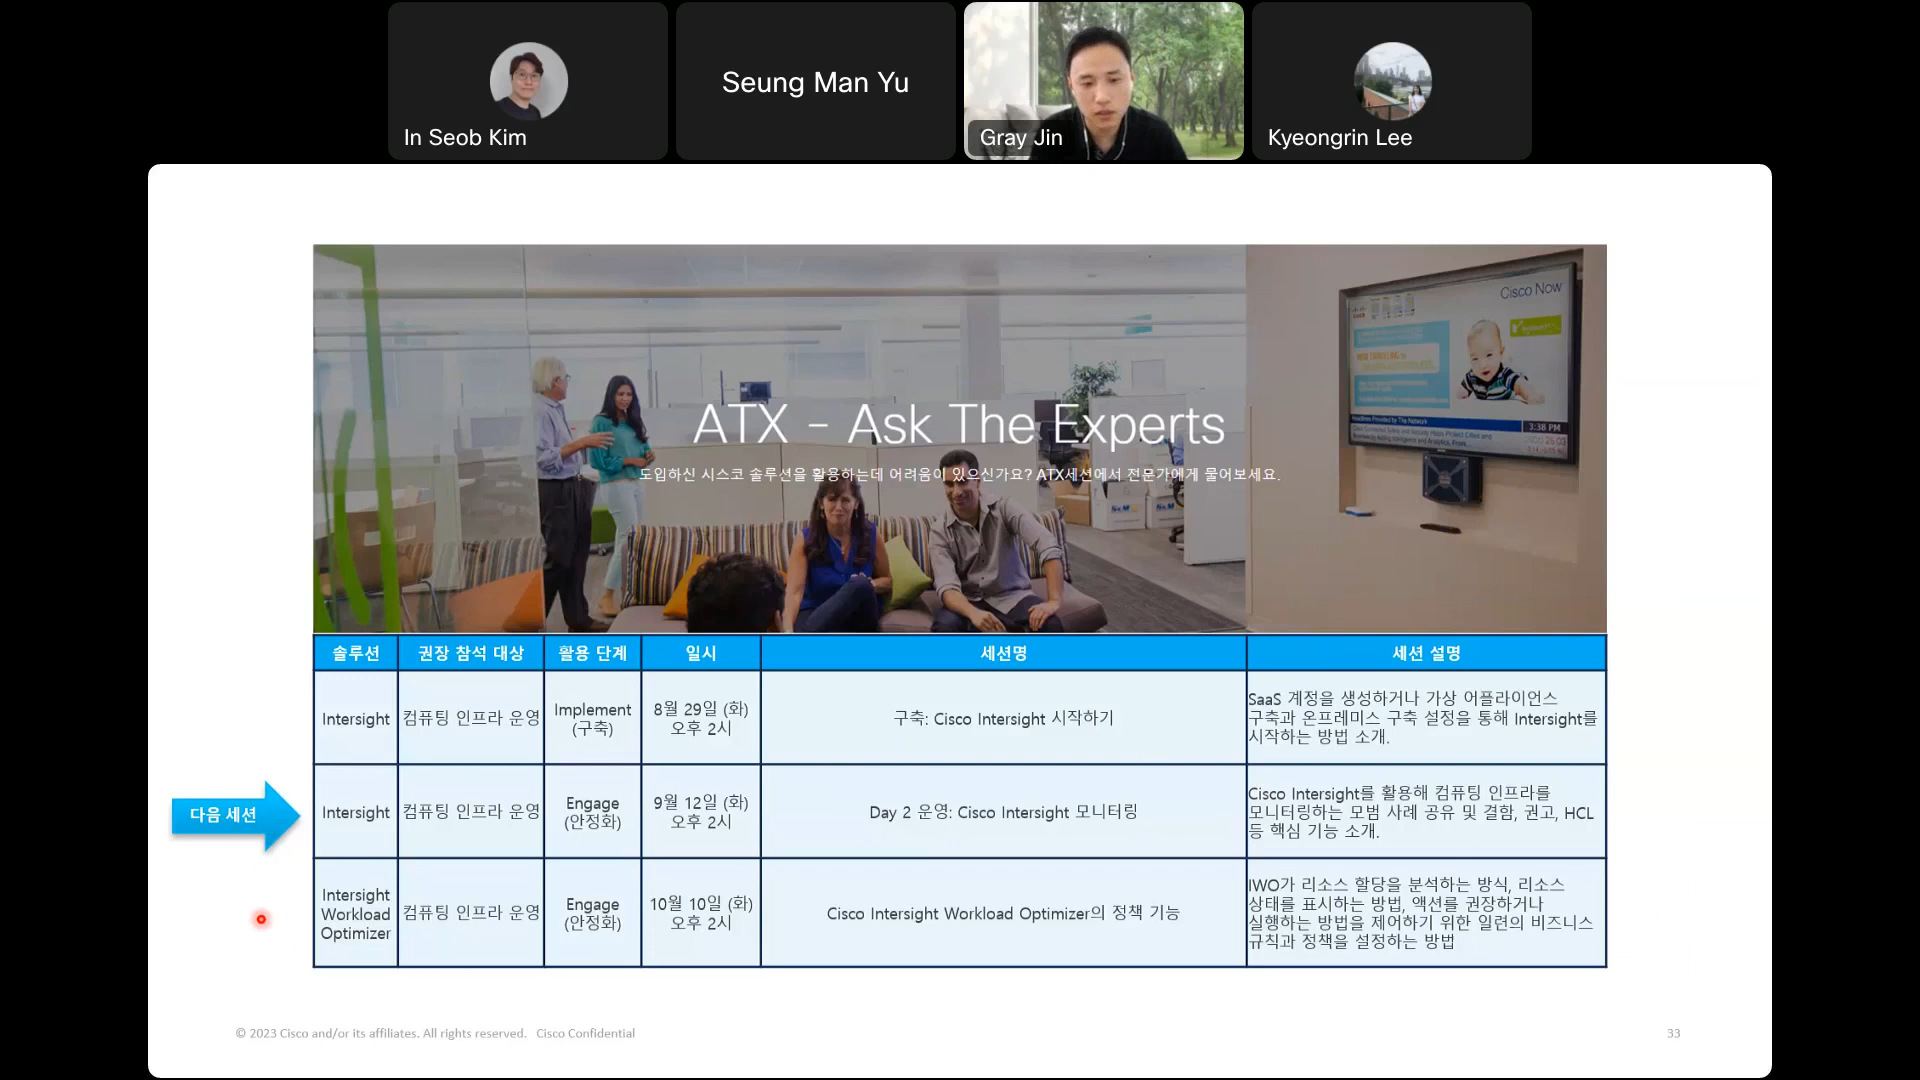 In Seob Kim
Seung Man Yu
Gray Jin
Kyeongrin Lee
Cisco Now
3:38 PM
ATX - Ask The Experts
도입하신 시스코 솔루션을 활용하는데 어려움이 있으신가요? ATX세션에서 전문가에게 물어보세요.
솔루션 권장 참석 대상 활용 단계 일시 세션명 세션 설명
Intersight
컴퓨팅 인프라 운영
Implement
(구축)
8월 29일 (화)
오후 2시
구축: Cisco Intersight 시작하기
SaaS 계정을 생성하거나 가상 어플라이언스
구축과 온프레미스 구축 설정을 통해 Intersight를
시작하는 방법 소개.
다음 세션
Intersight
컴퓨팅 인프라 운영
Engage
(안정화)
9월 12일 (화)
오후 2시
Day 2 운영: Cisco Intersight 모니터링
Cisco Intersight를 활용해 컴퓨팅 인프라를
모니터링하는 모범 사례 공유 및 결함, 권고, HCL
등 핵심 기능 소개.
Intersight
Workload
Optimizer
컴퓨팅 인프라 운영
Engage
(안정화)
10월 10일 (화)
오후 2시
Cisco Intersight Workload Optimizer의 정책 기능
IWO가 리소스 할당을 분석하는 방식, 리소스
상태를 표시하는 방법, 액션를 권장하거나
실행하는 방법을 제어하기 위한 일련의 비즈니스
규칙과 정책을 설정하는 방법
© 2023 Cisco and/or its affiliates. All rights reserved. Cisco Confidential
33